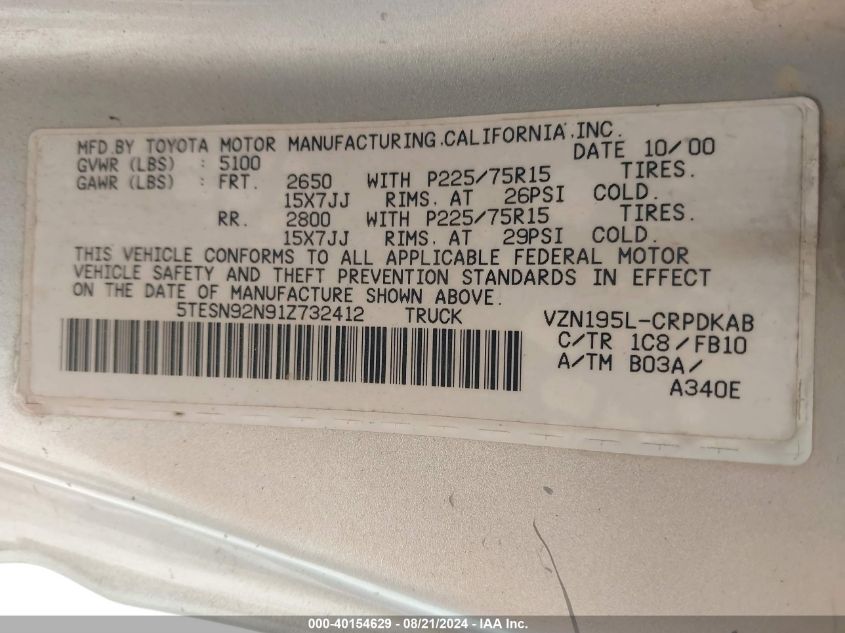 MFD.BY TOYOTA MOTOR MANUFACTURING.CALIFORNIA.INC.
GVWR (LBS) : 5100 DATE 10/00
GAWR (LBS) : FRT. 2650 WITH P225/75R15 TIRES.
15X7JJ RIMS. AT 26PSI COLD.
RR. 2800 WITH P225/75R15 TIRES.
15X7JJ RIMS. AT 29PSI COLD.
THIS VEHICLE CONFORMS TO ALL APPLICABLE FEDERAL MOTOR
VEHICLE SAFETY AND THEFT PREVENTION STANDARDS IN EFFECT
ON THE DATE OF MANUFACTURE SHOWN ABOVE.
5TESN92N91Z732412 TRUCK VZN195L-CRPDKAB
C/TR 1C8/FB10
A/TM B03A/
A340E
000-40154629 - 08/21/2024 - IAA Inc.